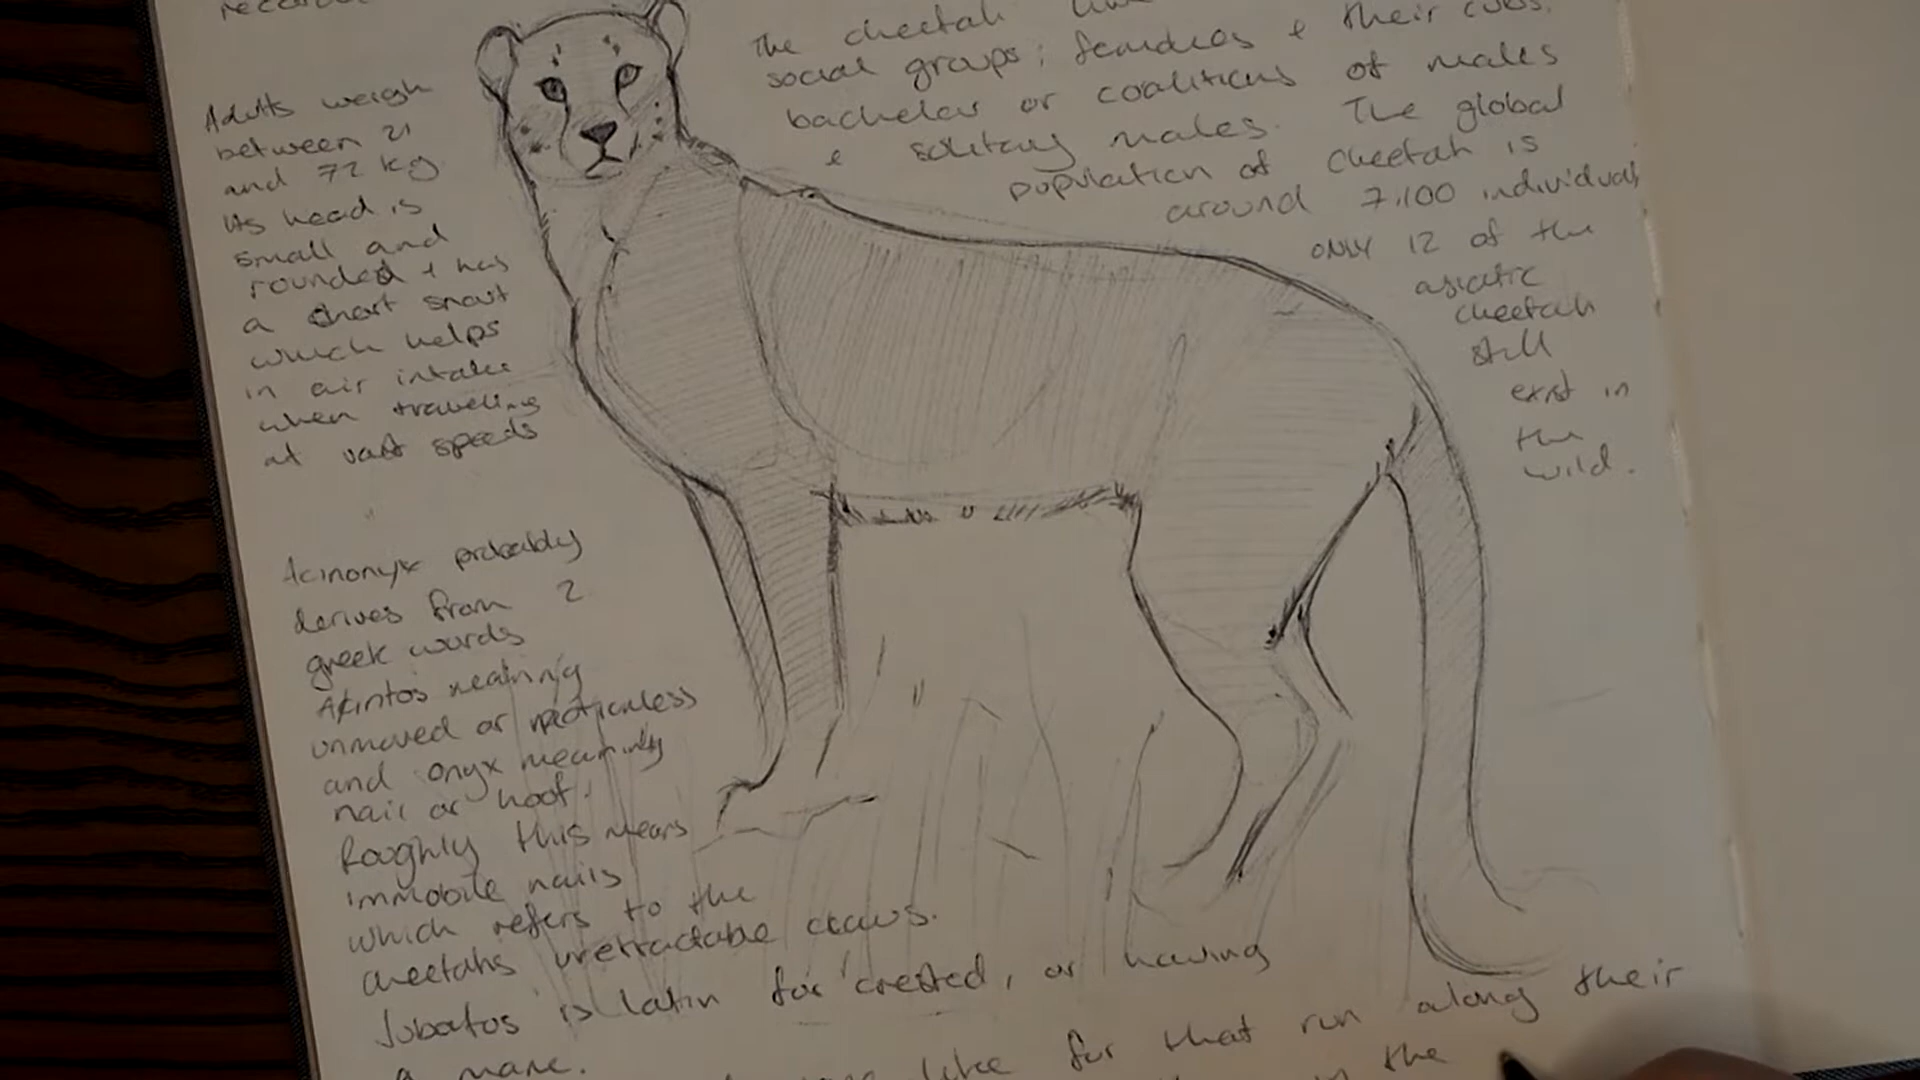 Adults weigh
between 21
and 72 kg
Its head is
small and
rounded + has
a short snout
which helps
in air intake
when traveling
at vast speeds
The cheetah
social groups; females & their cubs,
bachelor or coalitions of males
& solitary males. The global
population of cheetah is
around 7,100 individuals
ONLY 12 of the
asiatic
cheetah
still
exist in
the
wild.
Acinonyx probably
derives from 2
greek words
Akintos meaning
unmoved or motionless
and onyx meaning
nail or hoof.
Roughly this means
immobile nails
which refers to the
cheetahs unretractable claws.
Jubatos is latin for 'crested, or having
a mane.
like fur that run along their
in the